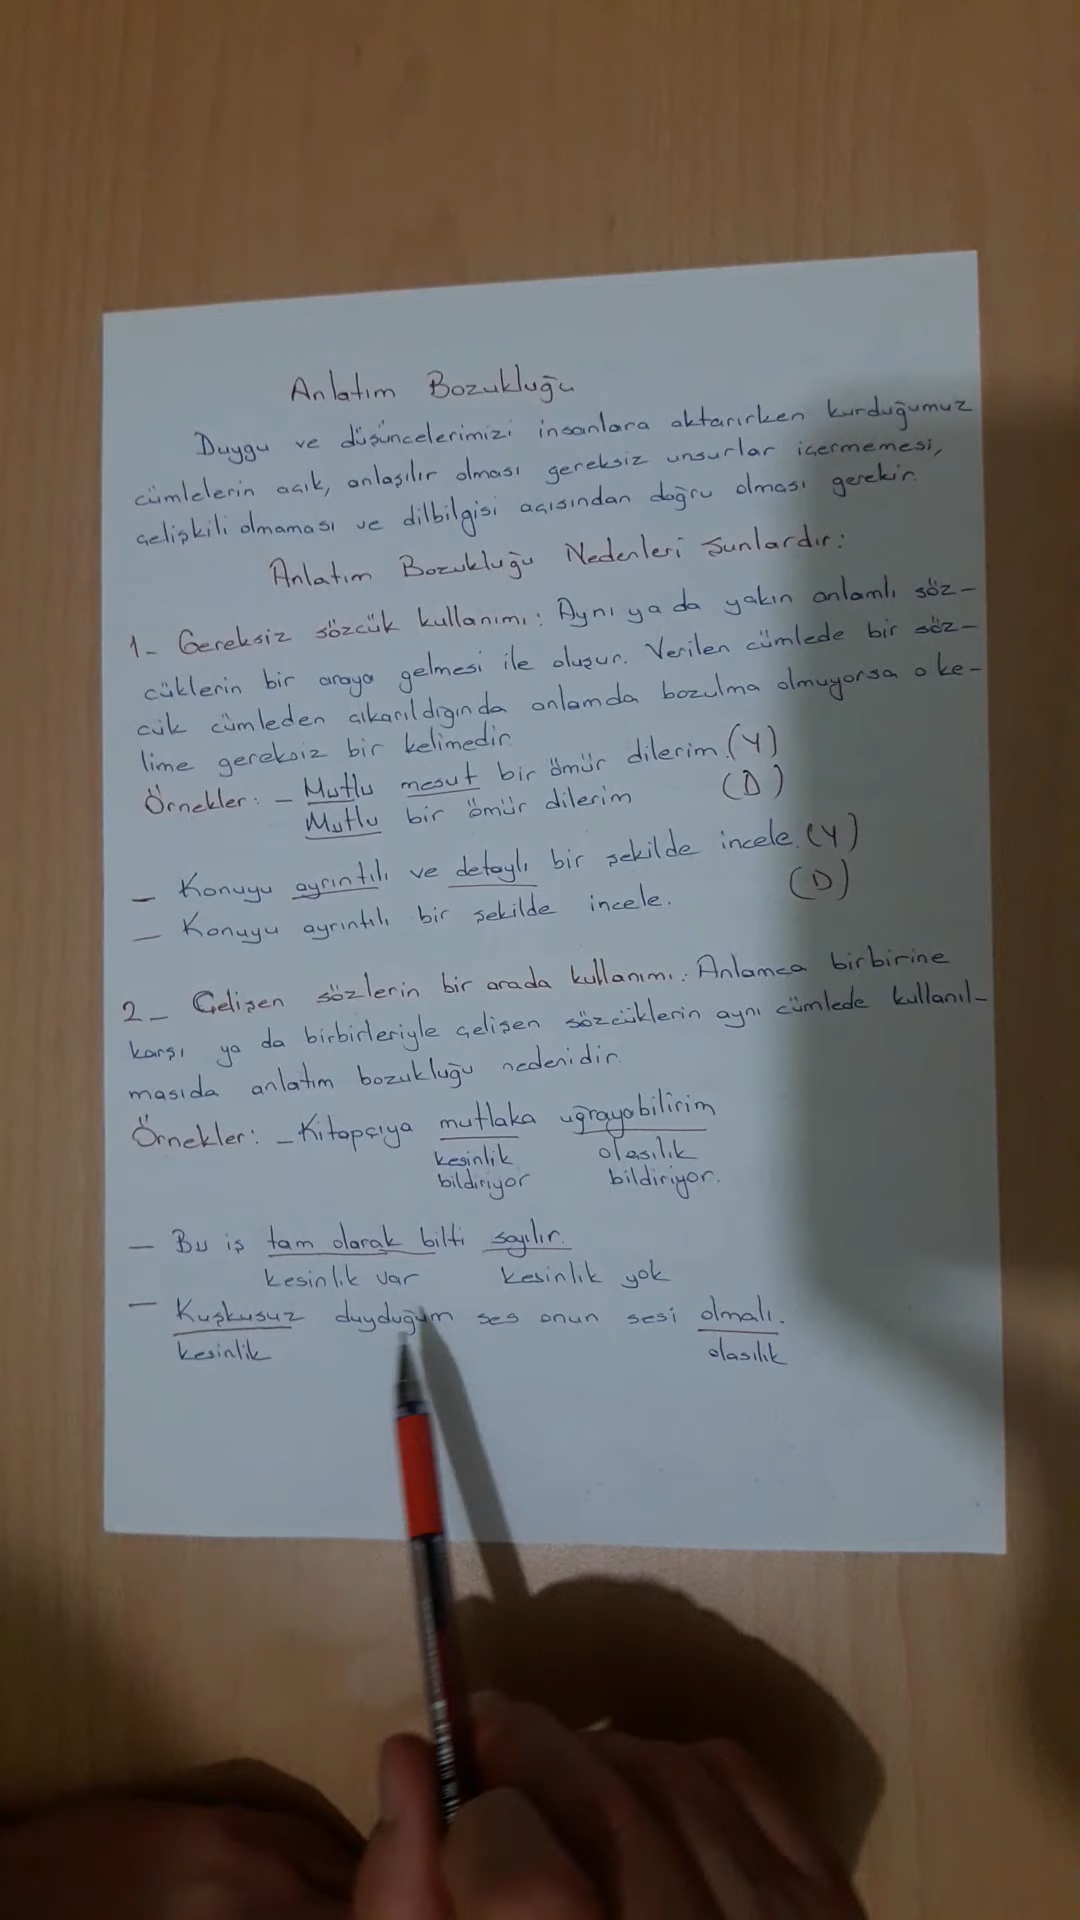 Anlatım Bozukluğu
Duygu ve düşüncelerimizi insanlara aktarırken kurduğumuz
cümlelerin açık, anlaşılır olması gereksiz unsurlar içermemesi,
çelişkili olmaması ve dilbilgisi açısından doğru olması gerekir.
Anlatım Bozukluğu Nedenleri Şunlardır:
1- Gereksiz sözcük kullanımı: Aynı ya da yakın anlamlı söz-
cüklerin bir araya gelmesi ile oluşur. Verilen cümlede bir söz-
cük cümleden çıkarıldığında anlamda bozulma olmuyorsa o ke-
lime gereksiz bir kelimedir.
Örnekler: - Mutlu mesut bir ömür dilerim. (Y)
Mutlu bir ömür dilerim (D)
- Konuyu ayrıntılı ve detaylı bir şekilde incele. (Y)
- Konuyu ayrıntılı bir şekilde incele. (D)
2- Çelişen sözlerin bir arada kullanımı: Anlamca birbirine
karşı ya da birbirleriyle çelişen sözcüklerin aynı cümlede kullanıl-
masıda anlatım bozukluğu nedenidir.
Örnekler: - Kitapçıya mutlaka uğrayabilirim
kesinlik olasılık
bildiriyor bildiriyor.
- Bu iş tam olarak bitti sayılır.
kesinlik var kesinlik yok
- Kuşkusuz duyduğum ses onun sesi olmalı.
kesinlik olasılık